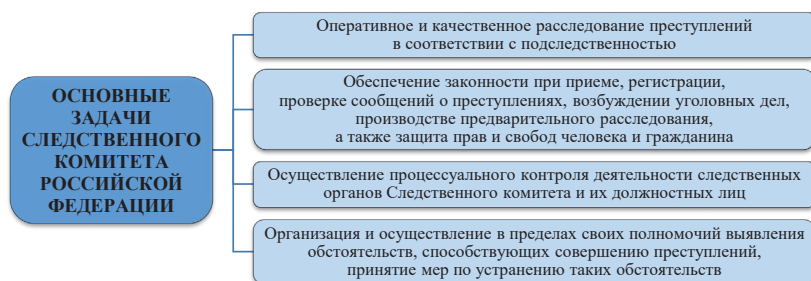 ОСНОВНЫЕ
ЗАДАЧИ
СЛЕДСТВЕННОГО
КОМИТЕТА
РОССИЙСКОЙ
ФЕДЕРАЦИИ
Оперативное и качественное расследование преступлений
в соответствии с подследственностью
Обеспечение законности при приеме, регистрации,
проверке сообщений о преступлениях, возбуждении уголовных дел,
производстве предварительного расследования,
а также защита прав и свобод человека и гражданина
Осуществление процессуального контроля деятельности следственных
органов Следственного комитета и их должностных лиц
Организация и осуществление в пределах своих полномочий выявления
обстоятельств, способствующих совершению преступлений,
принятие мер по устранению таких обстоятельств